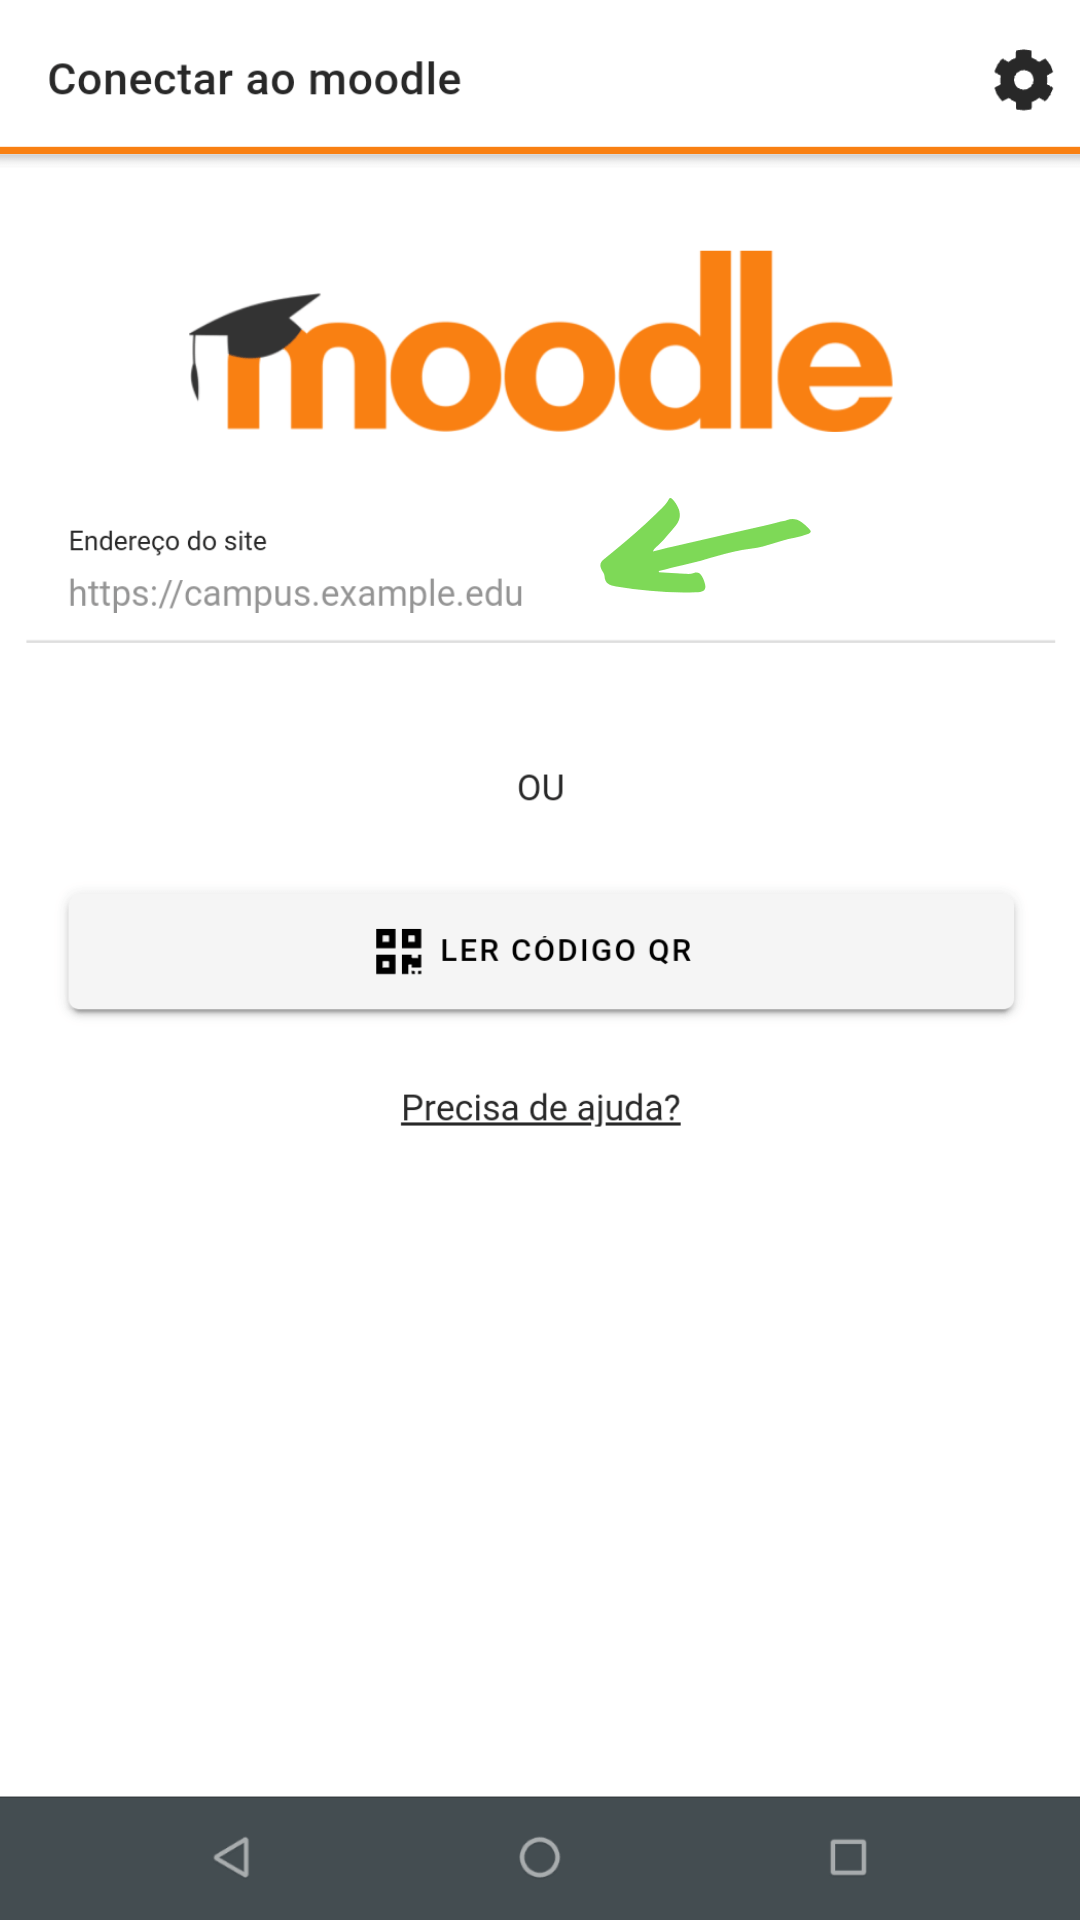 Conectar ao moodle
moodle
Endereço do site
https://campus.example.edu
OU
LER CÓDIGO QR
Precisa de ajuda?